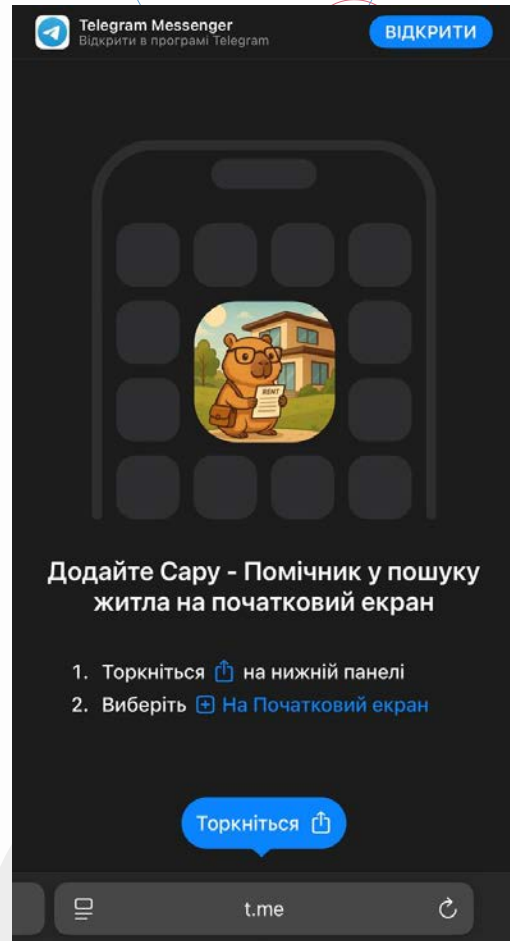 Telegram Messenger
Відкрити в програмі Telegram
ВІДКРИТИ
RENT
Додайте Capy - Помічник у пошуку
житла на початковий екран
1. Торкніться на нижній панелі
2. Виберіть На Початковий екран
Торкніться
t.me